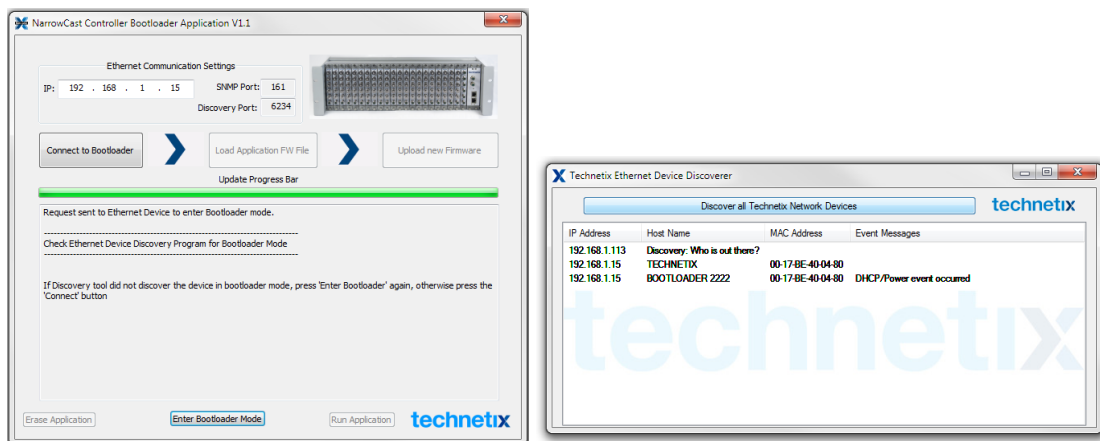 NarrowCast Controller Bootloader Application V1.1
Ethernet Communication Settings
IP: 192 . 168 . 1 . 15 SNMP Port: 161
Discovery Port: 6234
Connect to Bootloader Load Application FW File Upload new Firmware
Update Progress Bar
Request sent to Ethernet Device to enter Bootloader mode.
Check Ethernet Device Discovery Program for Bootloader Mode
If Discovery tool did not discover the device in bootloader mode, press 'Enter Bootloader' again, otherwise press the
'Connect' button
Erase Application Enter Bootloader Mode Run Application technetix
Technetix Ethernet Device Discoverer
Discover all Technetix Network Devices technetix
IP Address Host Name MAC Address Event Messages
192.168.1.113 Discovery: Who is out there?
192.168.1.15 TECHNETIX 00-17-BE-40-04-80
192.168.1.15 BOOTLOADER 2222 00-17-BE-40-04-80 DHCP/Power event occurred
technetix